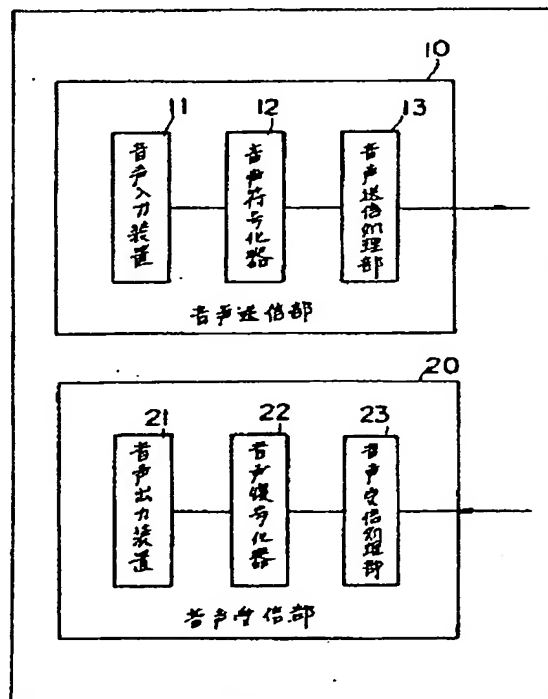 10
11
12
13
音声入力装置
音声符号化器
音声送信処理部
音声送信部
20
21
22
23
音声出力装置
音声復号化器
音声受信処理部
音声受信部